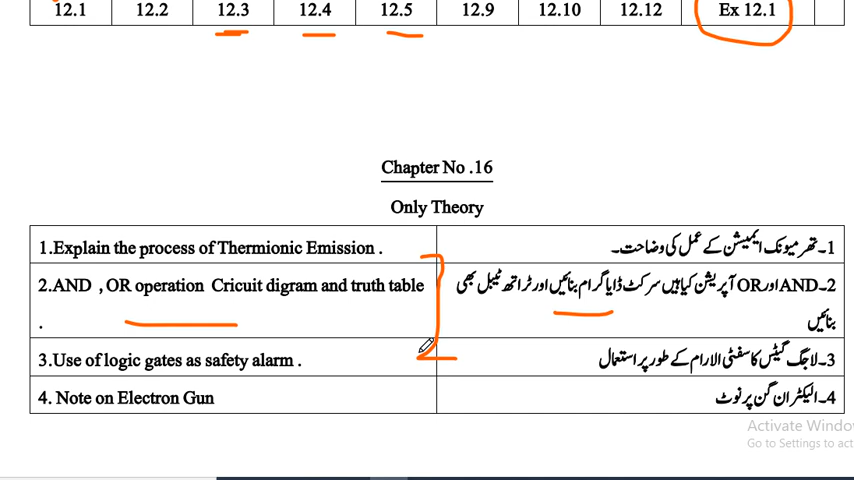 12.1 12.2 12.3 12.4 12.5 12.9 12.10 12.12 Ex 12.1
Chapter No .16
Only Theory
1.Explain the process of Thermionic Emission .
1۔تھرمیونک ایمیشن کے عمل کی وضاحت۔
2.AND , OR operation Cricuit digram and truth table
.
2۔AND اور OR آپریشن کیا ہیں سرکٹ ڈایاگرام بنائیں اور ٹراتھ ٹیبل بھی
بنائیں
3.Use of logic gates as safety alarm .
3۔لاجگ گیٹس کا سفٹی الارام کے طور پر استعمال
4. Note on Electron Gun
4۔الیکٹران گن پر نوٹ
Activate Windo
Go to Settings to act